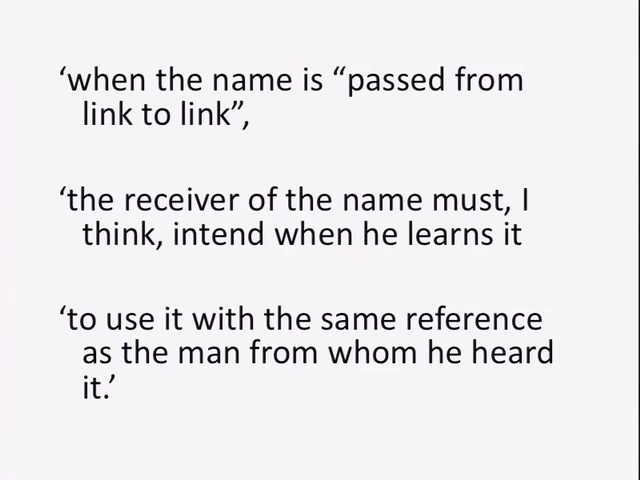 ‘when the name is “passed from
link to link”,
‘the receiver of the name must, I
think, intend when he learns it
‘to use it with the same reference
as the man from whom he heard
it.’